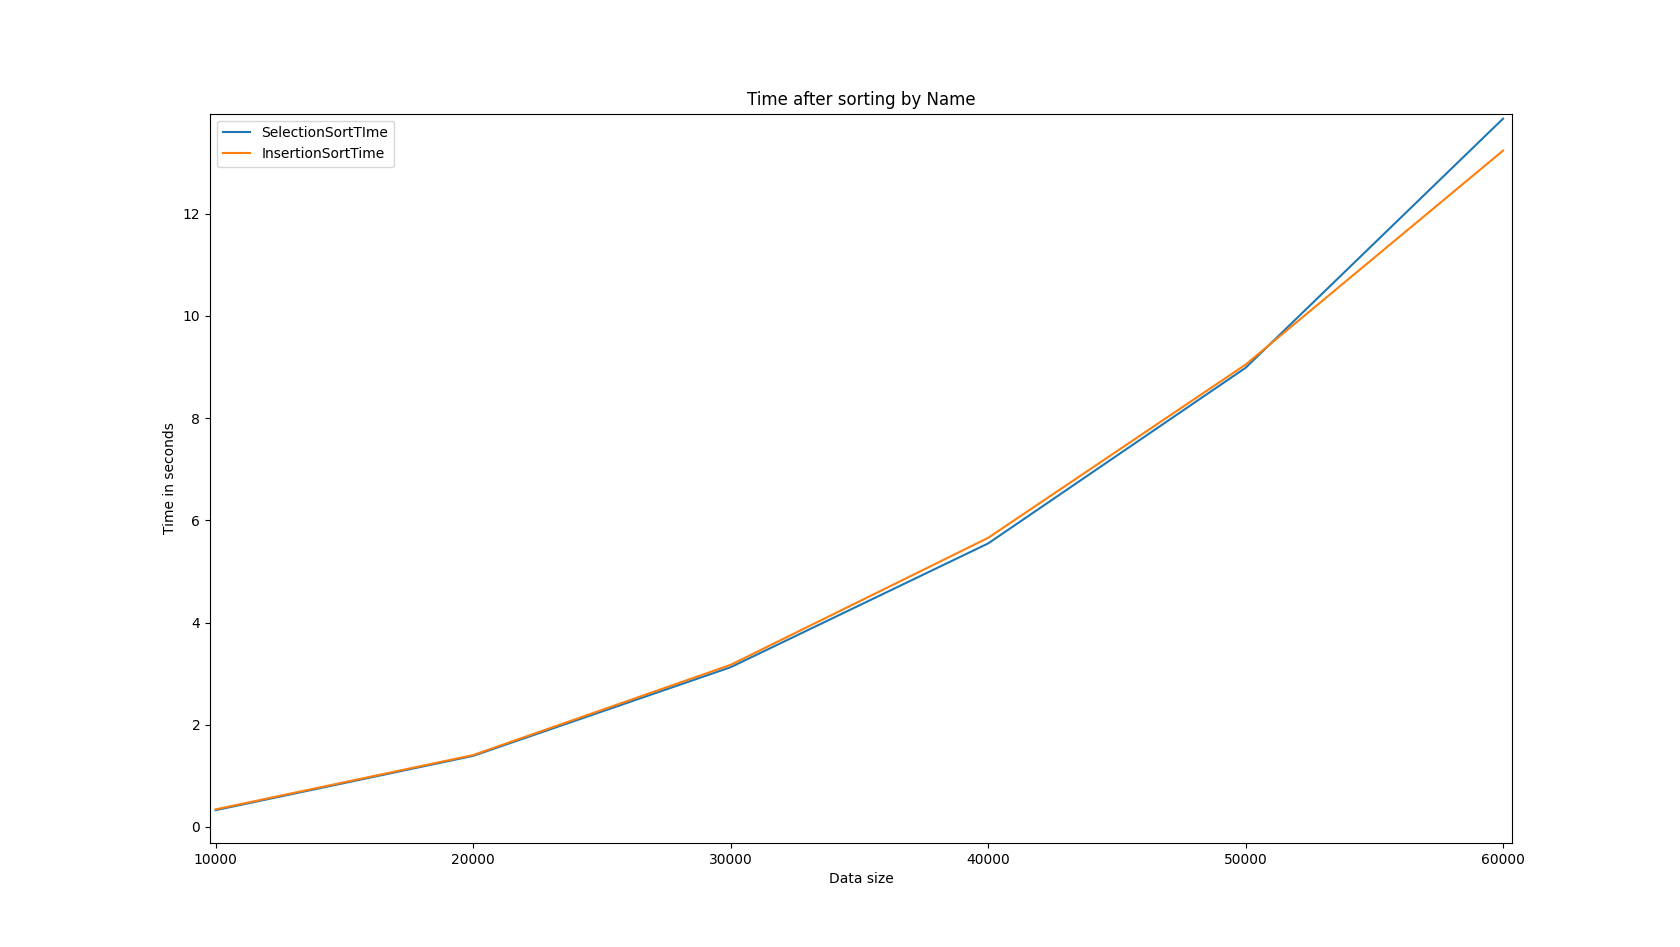 Time after sorting by Name
SelectionSortTIme
InsertionSortTime
12
10
8
6
4
2
0
Time in seconds
10000 20000 30000 40000 50000 60000
Data size